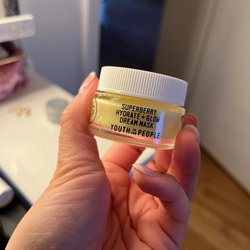 SUPERBERRY
HYDRATE + GLOW
DREAM MASK
YOUTH TO THE PEOPLE